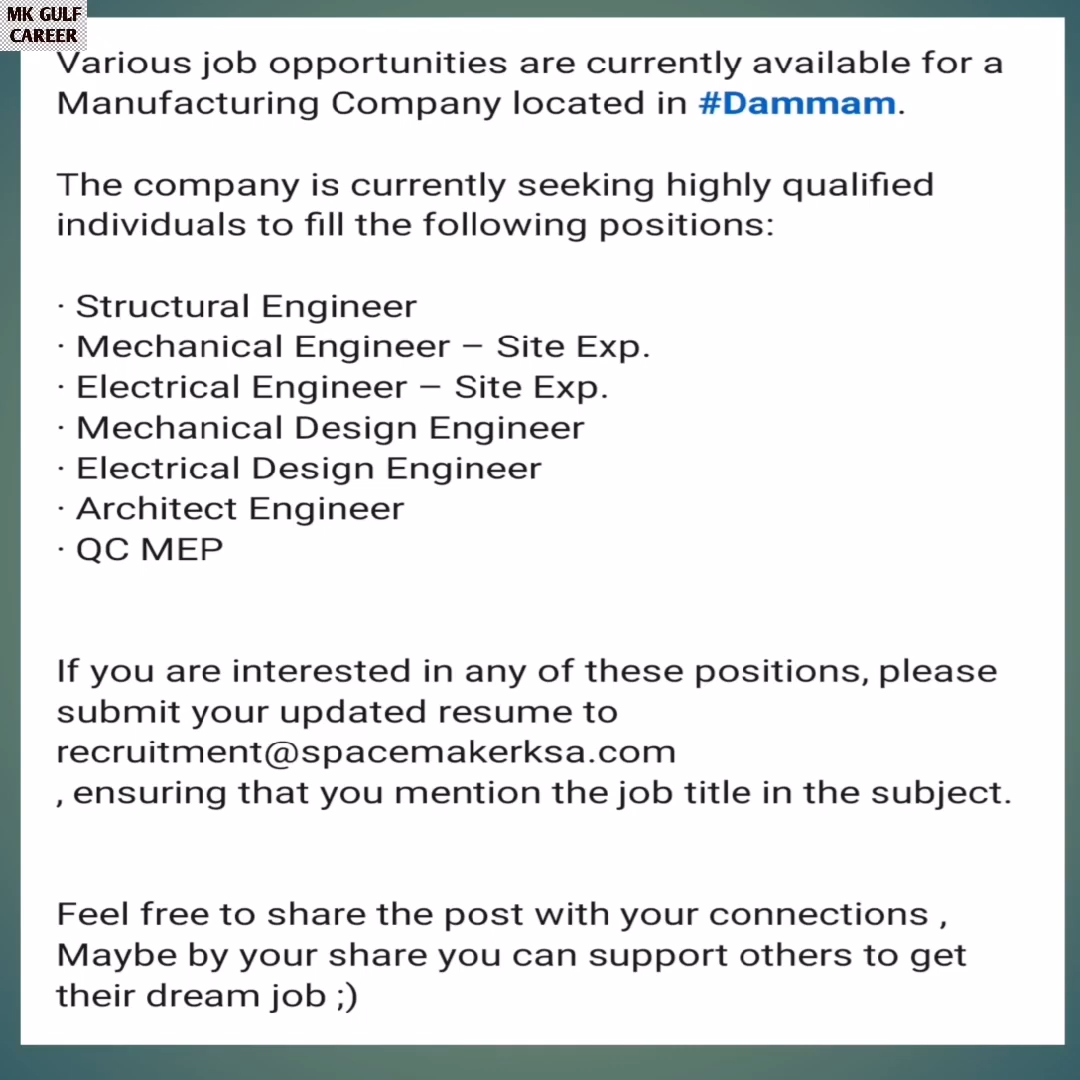 MK GULF
CAREER
Various job opportunities are currently available for a
Manufacturing Company located in #Dammam.
The company is currently seeking highly qualified
individuals to fill the following positions:
· Structural Engineer
· Mechanical Engineer – Site Exp.
· Electrical Engineer – Site Exp.
· Mechanical Design Engineer
· Electrical Design Engineer
· Architect Engineer
· QC MEP
If you are interested in any of these positions, please
submit your updated resume to
recruitment@spacemakerksa.com
, ensuring that you mention the job title in the subject.
Feel free to share the post with your connections ,
Maybe by your share you can support others to get
their dream job ;)